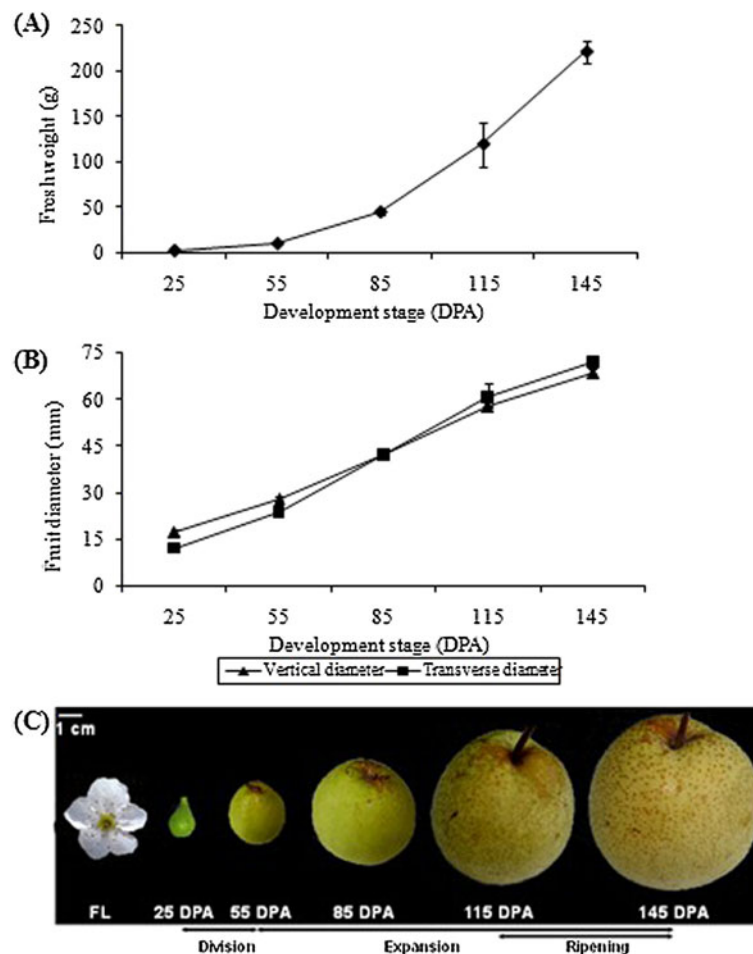 (A)
250
200
150
100
50
0
Fresh weight (g)
25 55 85 115 145
Development stage (DPA)
(B)
75
60
45
30
15
0
Fruit diameter (mm)
25 55 85 115 145
Development stage (DPA)
Vertical diameter Transverse diameter
(C)
1 cm
FL 25 DPA 55 DPA 85 DPA 115 DPA 145 DPA
Division Expansion Ripening